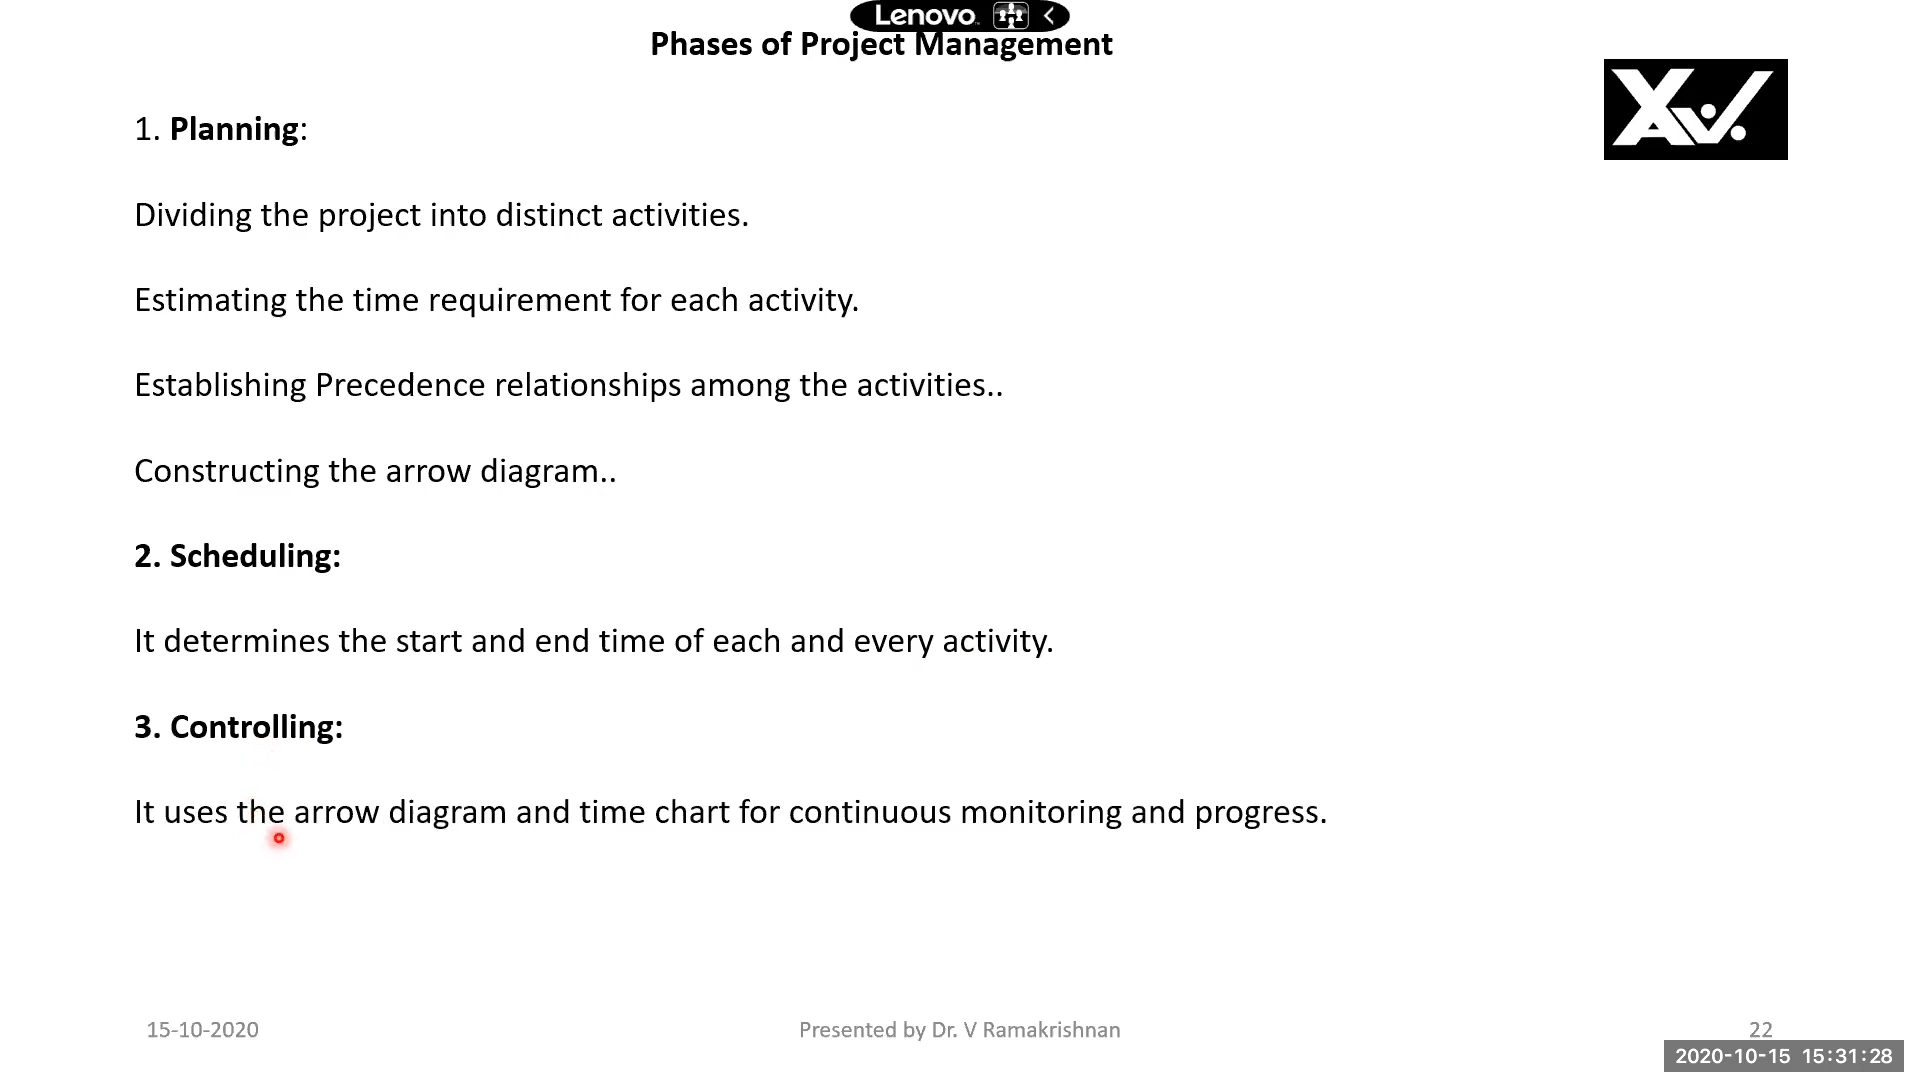 Lenovo
Phases of Project Management
1. Planning:
Dividing the project into distinct activities.
Estimating the time requirement for each activity.
Establishing Precedence relationships among the activities..
Constructing the arrow diagram..
2. Scheduling:
It determines the start and end time of each and every activity.
3. Controlling:
It uses the arrow diagram and time chart for continuous monitoring and progress.
15-10-2020
Presented by Dr. V Ramakrishnan
22
2020-10-15 15:31:28